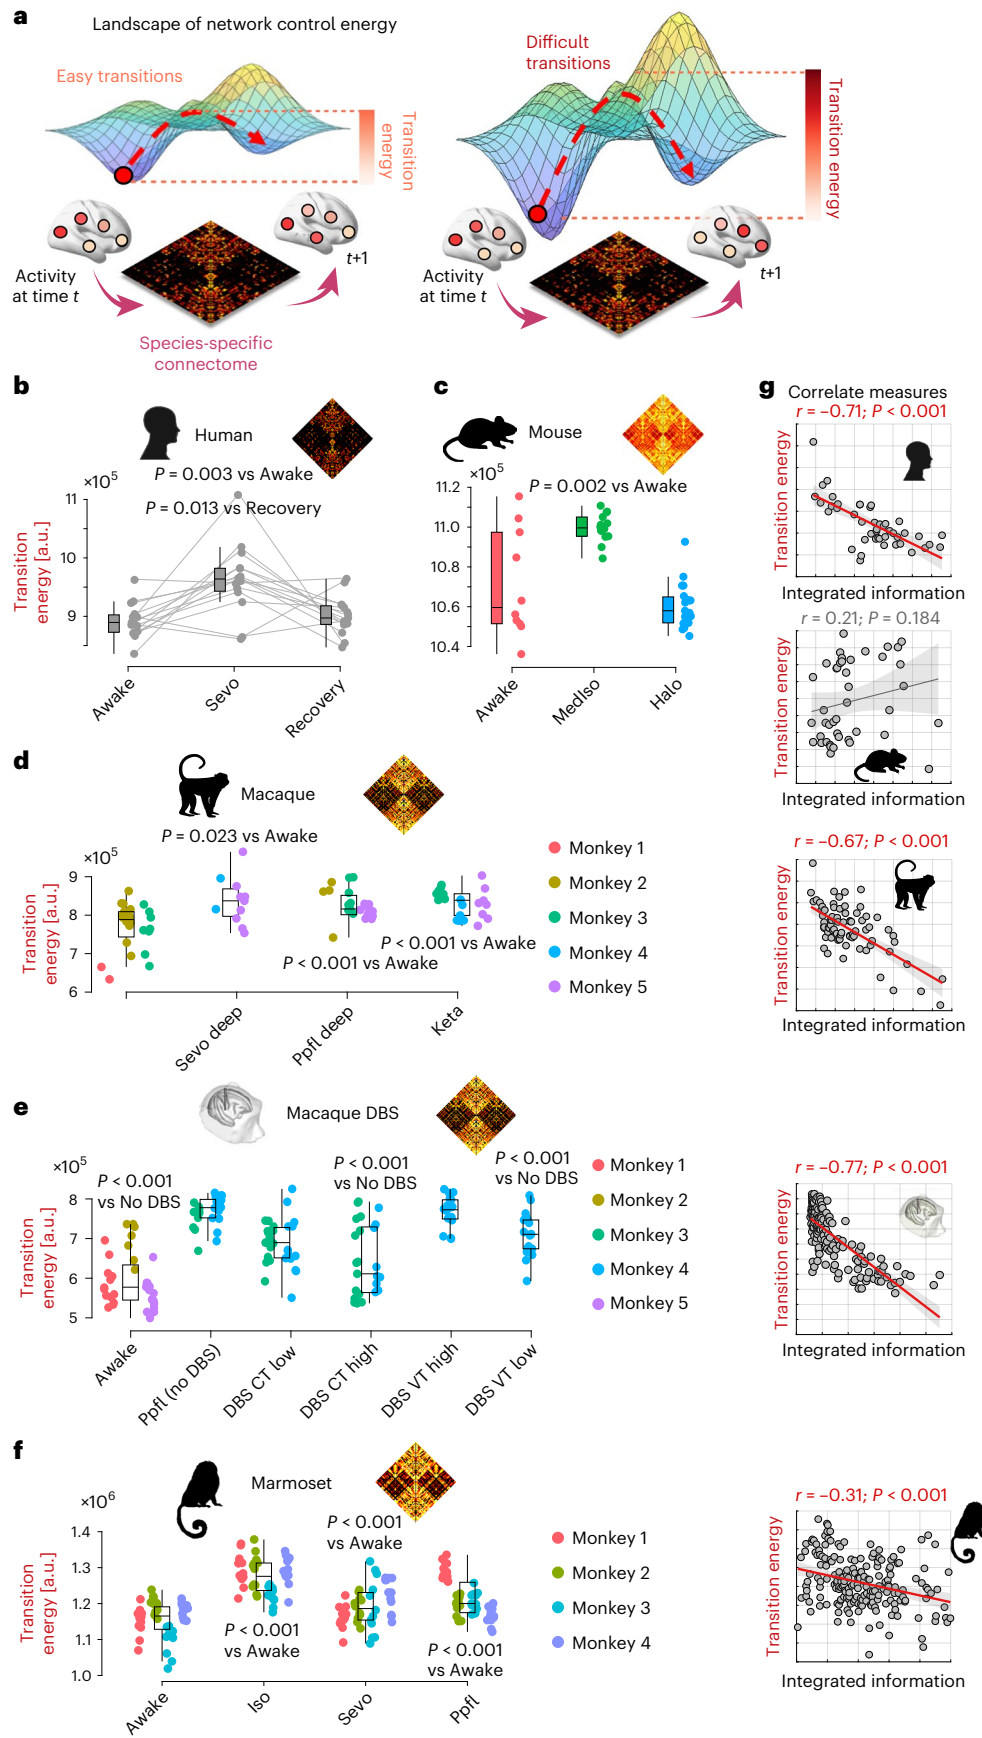 a
Landscape of network control energy
Easy transitions
Transition
energy
Difficult
transitions
Transition energy
Activity
at time t
t+1
Species-specific
connectome
Activity
at time t
t+1
b
Human
P = 0.003 vs Awake
×10⁵
P = 0.013 vs Recovery
Transition
energy [a.u.]
11
10
9
Awake
Sevo
Recovery
c
Mouse
×10⁵
P = 0.002 vs Awake
11.2
11.0
10.8
10.6
10.4
Awake
MedIso
Halo
d
Macaque
P = 0.023 vs Awake
×10⁵
Transition
energy [a.u.]
9
8
7
6
P < 0.001 vs Awake
P < 0.001 vs Awake
Sevo deep
Ppfl deep
Keta
Monkey 1
Monkey 2
Monkey 3
Monkey 4
Monkey 5
e
Macaque DBS
×10⁵
P < 0.001
vs No DBS
P < 0.001
vs No DBS
P < 0.001
vs No DBS
Transition
energy [a.u.]
8
7
6
5
Awake
Ppfl (no DBS)
DBS CT low
DBS CT high
DBS VT high
DBS VT low
Monkey 1
Monkey 2
Monkey 3
Monkey 4
Monkey 5
f
Marmoset
×10⁶
P < 0.001
vs Awake
Transition
energy [a.u.]
1.4
1.3
1.2
1.1
1.0
P < 0.001
vs Awake
P < 0.001
vs Awake
Awake
Iso
Sevo
Ppfl
Monkey 1
Monkey 2
Monkey 3
Monkey 4
g
Correlate measures
r = −0.71; P < 0.001
Transition energy
Integrated information
r = 0.21; P = 0.184
Transition energy
Integrated information
r = −0.67; P < 0.001
Transition energy
Integrated information
r = −0.77; P < 0.001
Transition energy
Integrated information
r = −0.31; P < 0.001
Transition energy
Integrated information